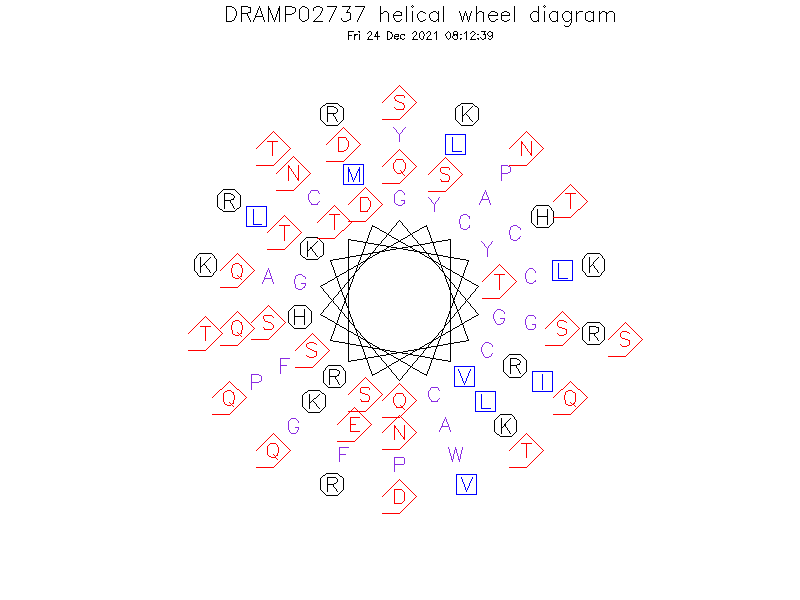 DRAMP02737 helical wheel diagram
Fri 24 Dec 2021 08:12:39
S
R K
Y
D L
T N
Q
N M S P
R C D G Y A T
L T C H
T C
K Y
K K
Q L
A C
G T
H G
S G
Q S
T R
S
S C
F R
R V
P I
Q K S Q C L Q
G E A K
N
Q F W T
P
R V
D